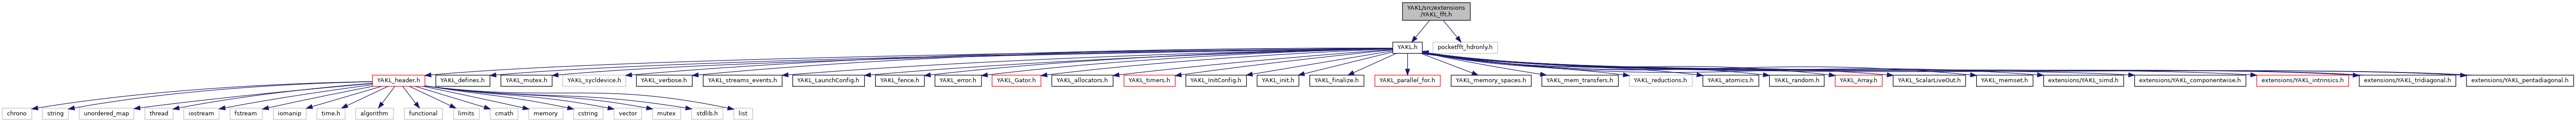 YAKL/src/extensions
/YAKL_fft.h
YAKL.h
pocketfft_hdronly.h
YAKL_header.h
YAKL_defines.h
YAKL_mutex.h
YAKL_sycldevice.h
YAKL_verbose.h
YAKL_streams_events.h
YAKL_LaunchConfig.h
YAKL_fence.h
YAKL_error.h
YAKL_Gator.h
YAKL_allocators.h
YAKL_timers.h
YAKL_InitConfig.h
YAKL_init.h
YAKL_finalize.h
YAKL_parallel_for.h
YAKL_memory_spaces.h
YAKL_mem_transfers.h
YAKL_reductions.h
YAKL_atomics.h
YAKL_random.h
YAKL_Array.h
YAKL_ScalarLiveOut.h
YAKL_memset.h
extensions/YAKL_simd.h
extensions/YAKL_componentwise.h
extensions/YAKL_intrinsics.h
extensions/YAKL_tridiagonal.h
extensions/YAKL_pentadiagonal.h
chrono
string
unordered_map
thread
iostream
fstream
iomanip
time.h
algorithm
functional
limits
cmath
memory
cstring
vector
mutex
stdlib.h
list